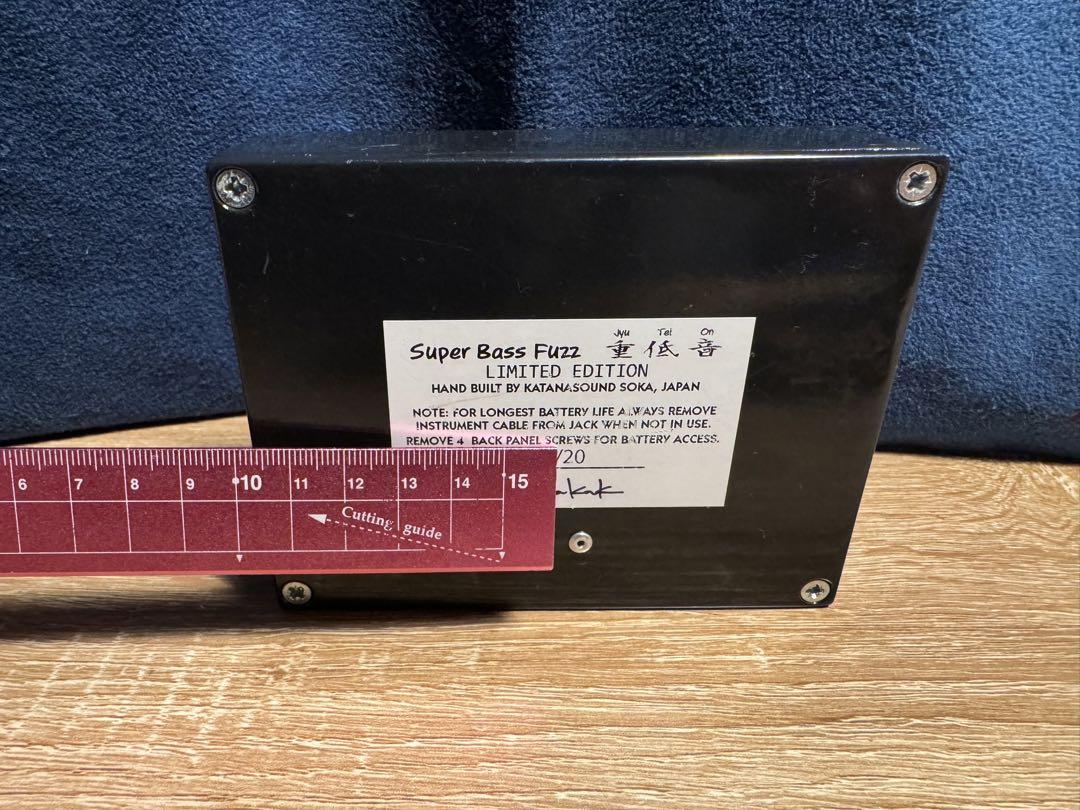 Jyu Tei On
Super Bass Fuzz 重低音
LIMITED EDITION
HAND BUILT BY KATANASOUND SOKA, JAPAN
NOTE: FOR LONGEST BATTERY LIFE ALWAYS REMOVE
INSTRUMENT CABLE FROM JACK WHEN NOT IN USE.
REMOVE 4 BACK PANEL SCREWS FOR BATTERY ACCESS.
/20
6 7 8 9 10 11 12 13 14 15
Cutting guide